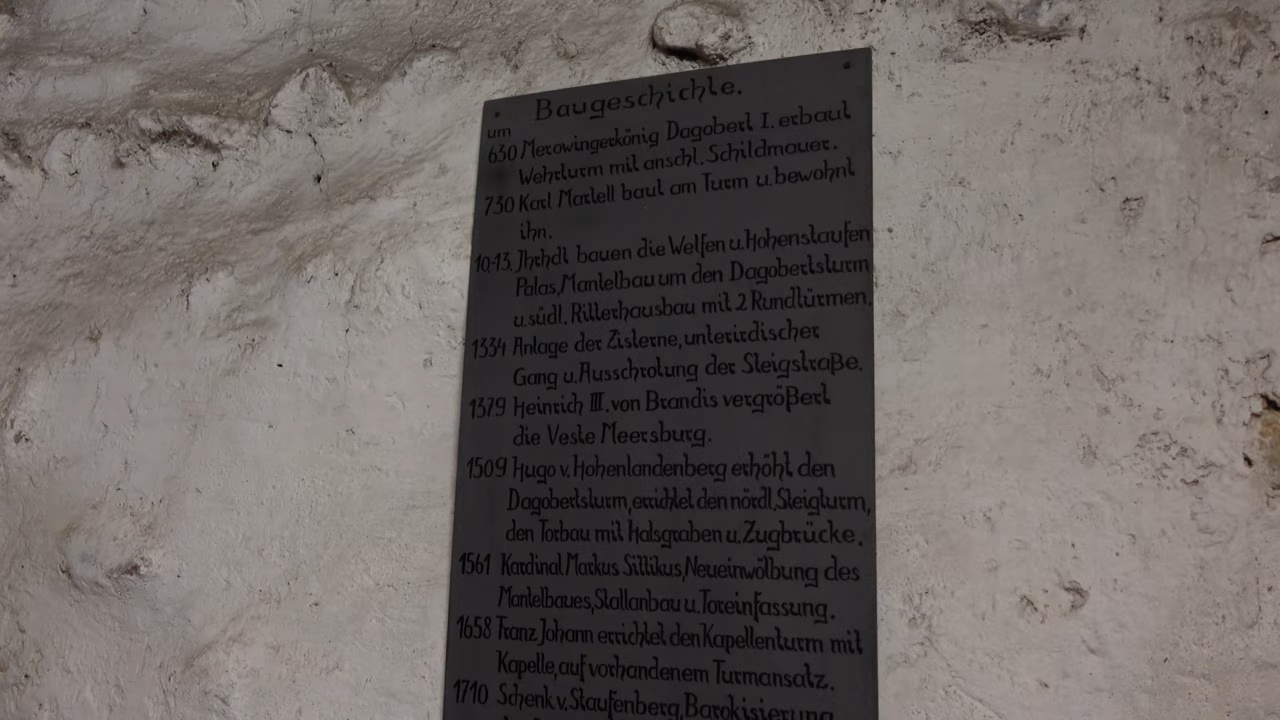 Baugeschichte.
um
630 Merowingerkönig Dagobert I. erbaut
Wehrturm mit anschl. Schildmauer.
730 Karl Martell baut am Turm u. bewohnt
ihn.
10.-13. Jhrhdt bauen die Welfen u. Hohenstaufen
Palas, Mantelbau um den Dagobertsturm
u. südl. Ritterhausbau mit 2 Rundtürmen.
1334 Anlage der Zisterne, unterirdischer
Gang u. Ausschrotung der Steigstraße.
1379 Heinrich III. von Brandis vergrößert
die Veste Meersburg.
1509 Hugo v. Hohenlandenberg erhöht den
Dagobertsturm, errichtet den nördl. Steigturm,
den Torbau mit Halsgraben u. Zugbrücke.
1561 Kardinal Markus Sittikus, Neueinwölbung des
Mantelbaues, Stallanbau u. Toreinfassung.
1658 Franz Johann errichtet den Kapellenturm mit
Kapelle, auf vorhandenem Turmansatz.
1710 Schenk v. Staufenberg, Barokisierung